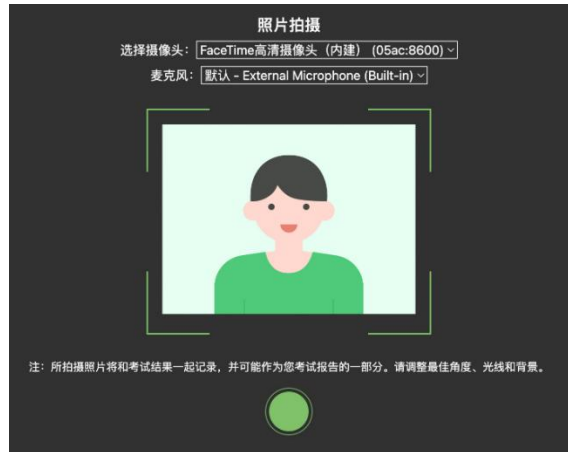 照片拍摄
选择摄像头： FaceTime高清摄像头（内建） (05ac:8600)
麦克风： 默认 – External Microphone (Built-in)
注：所拍摄照片将和考试结果一起记录，并可能作为您考试报告的一部分。请调整最佳角度、光线和背景。